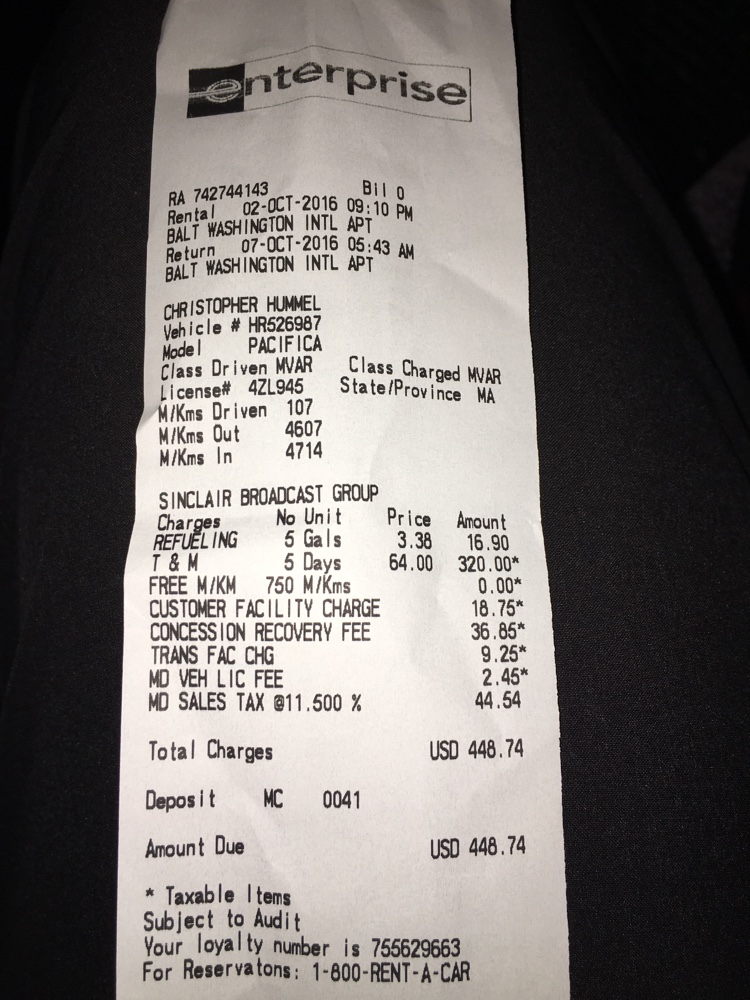 enterprise
RA 742744143 Bil 0
Rental 02-OCT-2016 09:10 PM
BALT WASHINGTON INTL APT
Return 07-OCT-2016 05:43 AM
BALT WASHINGTON INTL APT
CHRISTOPHER HUMMEL
Vehicle # HR526987
Model PACIFICA
Class Driven MVAR Class Charged MVAR
License# 4ZL945 State/Province MA
M/Kms Driven 107
M/Kms Out 4607
M/Kms In 4714
SINCLAIR BROADCAST GROUP
Charges No Unit Price Amount
REFUELING 5 Gals 3.38 16.90
T & M 5 Days 64.00 320.00*
FREE M/KM 750 M/Kms 0.00*
CUSTOMER FACILITY CHARGE 18.75*
CONCESSION RECOVERY FEE 36.85*
TRANS FAC CHG 9.25*
MD VEH LIC FEE 2.45*
MD SALES TAX @11.500 % 44.54
Total Charges USD 448.74
Deposit MC 0041
Amount Due USD 448.74
* Taxable Items
Subject to Audit
Your loyalty number is 755629663
For Reservatons: 1-800-RENT-A-CAR